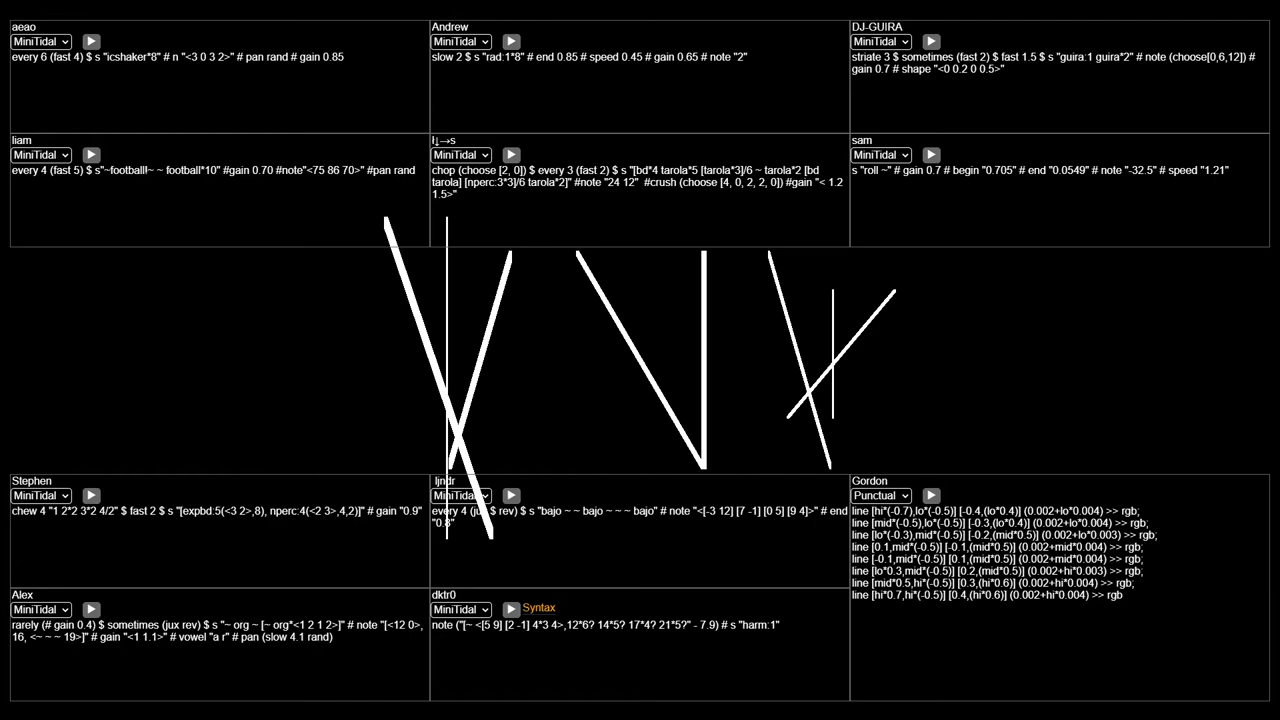 aeao
MiniTidal
every 6 (fast 4) $ s "icshaker*8" # n "<3 0 3 2>" # pan rand # gain 0.85
Andrew
MiniTidal
slow 2 $ s "rad:1*8" # end 0.85 # speed 0.45 # gain 0.65 # note "2"
DJ-GUIRA
MiniTidal
striate 3 $ sometimes (fast 2) $ fast 1.5 $ s "guira:1 guira*2" # note (choose[0,6,12]) #
gain 0.7 # shape "<0 0.2 0 0.5>"
liam
MiniTidal
every 4 (fast 5) $ s"~footballl~ ~ football*10" #gain 0.70 #note"<75 86 70>" #pan rand
ł↓→s
MiniTidal
chop (choose [2, 0]) $ every 3 (fast 2) $ s "[bd*4 tarola*5 [tarola*3]/6 ~ tarola*2 [bd
tarola] [nperc:3*3]/6 tarola*2]" #note "24 12"  #crush (choose [4, 0, 2, 2, 0]) #gain "< 1.2
1.5>"
sam
MiniTidal
s "roll ~" # gain 0.7 # begin "0.705" # end "0.0549" # note "-32.5" # speed "1.21"
Stephen
MiniTidal
chew 4 "1 2*2 3*2 4/2" $ fast 2 $ s "[expbd:5(<3 2>,8), nperc:4(<2 3>,4,2)]" # gain "0.9"
ljndr
MiniTidal
every 4 (jux $ rev) $ s "bajo ~ ~ bajo ~ ~ ~ bajo" # note "<[-3 12] [7 -1] [0 5] [9 4]>" # end
"0.8"
Gordon
Punctual
line [hi*(-0.7),lo*(-0.5)] [-0.4,(lo*0.4)] (0.002+lo*0.004) >> rgb;
line [mid*(-0.5),lo*(-0.5)] [-0.3,(lo*0.4)] (0.002+lo*0.004) >> rgb;
line [lo*(-0.3),mid*(-0.5)] [-0.2,(mid*0.5)] (0.002+lo*0.003) >> rgb;
line [0.1,mid*(-0.5)] [-0.1,(mid*0.5)] (0.002+mid*0.004) >> rgb;
line [-0.1,mid*(-0.5)] [0.1,(mid*0.5)] (0.002+mid*0.004) >> rgb;
line [lo*0.3,mid*(-0.5)] [0.2,(mid*0.5)] (0.002+hi*0.003) >> rgb;
line [mid*0.5,hi*(-0.5)] [0.3,(hi*0.6)] (0.002+hi*0.004) >> rgb;
line [hi*0.7,hi*(-0.5)] [0.4,(hi*0.6)] (0.002+hi*0.004) >> rgb
Alex
MiniTidal
rarely (# gain 0.4) $ sometimes (jux rev) $ s "~ org ~ [~ org*<1 2 1 2>]" # note "[<12 0>,
16, <~ ~ ~ 19>]" # gain "<1 1.1>" # vowel "a r" # pan (slow 4.1 rand)
dktr0
MiniTidal
Syntax
note ("[~ <[5 9] [2 -1] 4*3 4>,12*6? 14*5? 17*4? 21*5?" - 7.9) # s "harm:1"